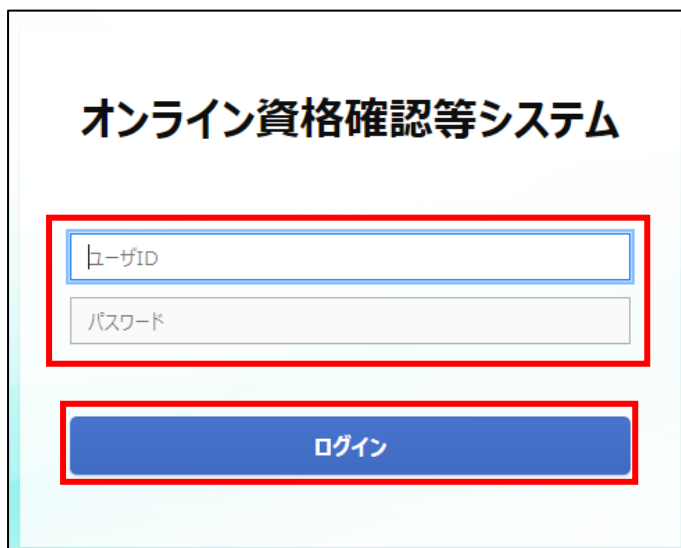 オンライン資格確認等システム
ユーザID
パスワード
ログイン